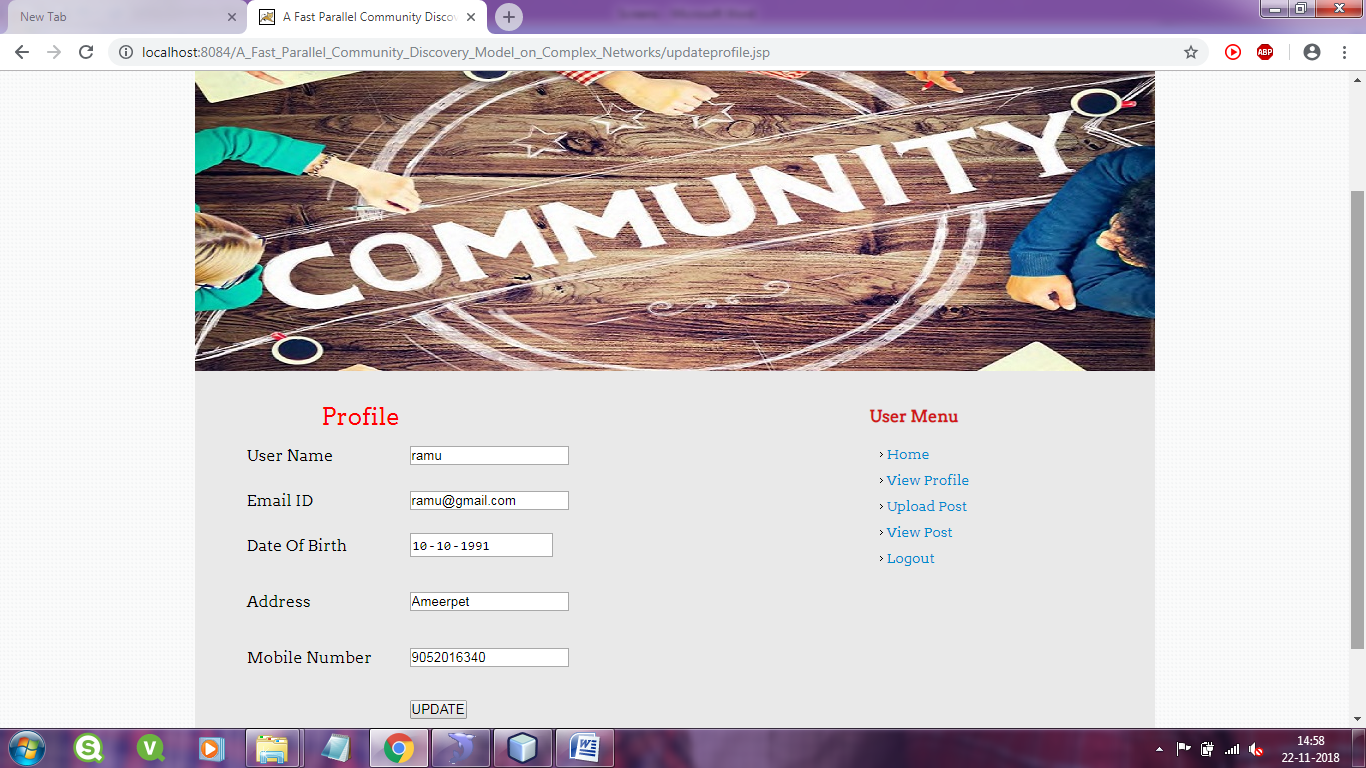 New Tab
A Fast Parallel Community Disco
localhost:8084/A_Fast_Parallel_Community_Discovery_Model_on_Complex_Networks/updateprofile.jsp
ABP
COMMUNITY
Profile
User Menu
User Name ramu
Home
Email ID ramu@gmail.com
View Profile
Upload Post
Date Of Birth 10-10-1991
View Post
Logout
Address Ameerpet
Mobile Number 9052016340
UPDATE
14:58
22-11-2018